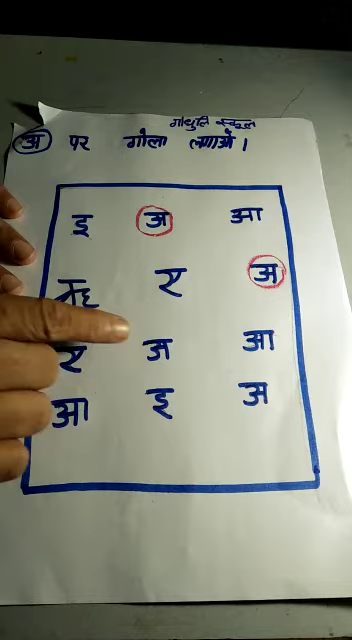 गोधुलि स्कूल
अ पर गोला लगाओ।
इ अ आ
ऋ ए अ
ए अ आ
आ इ अ